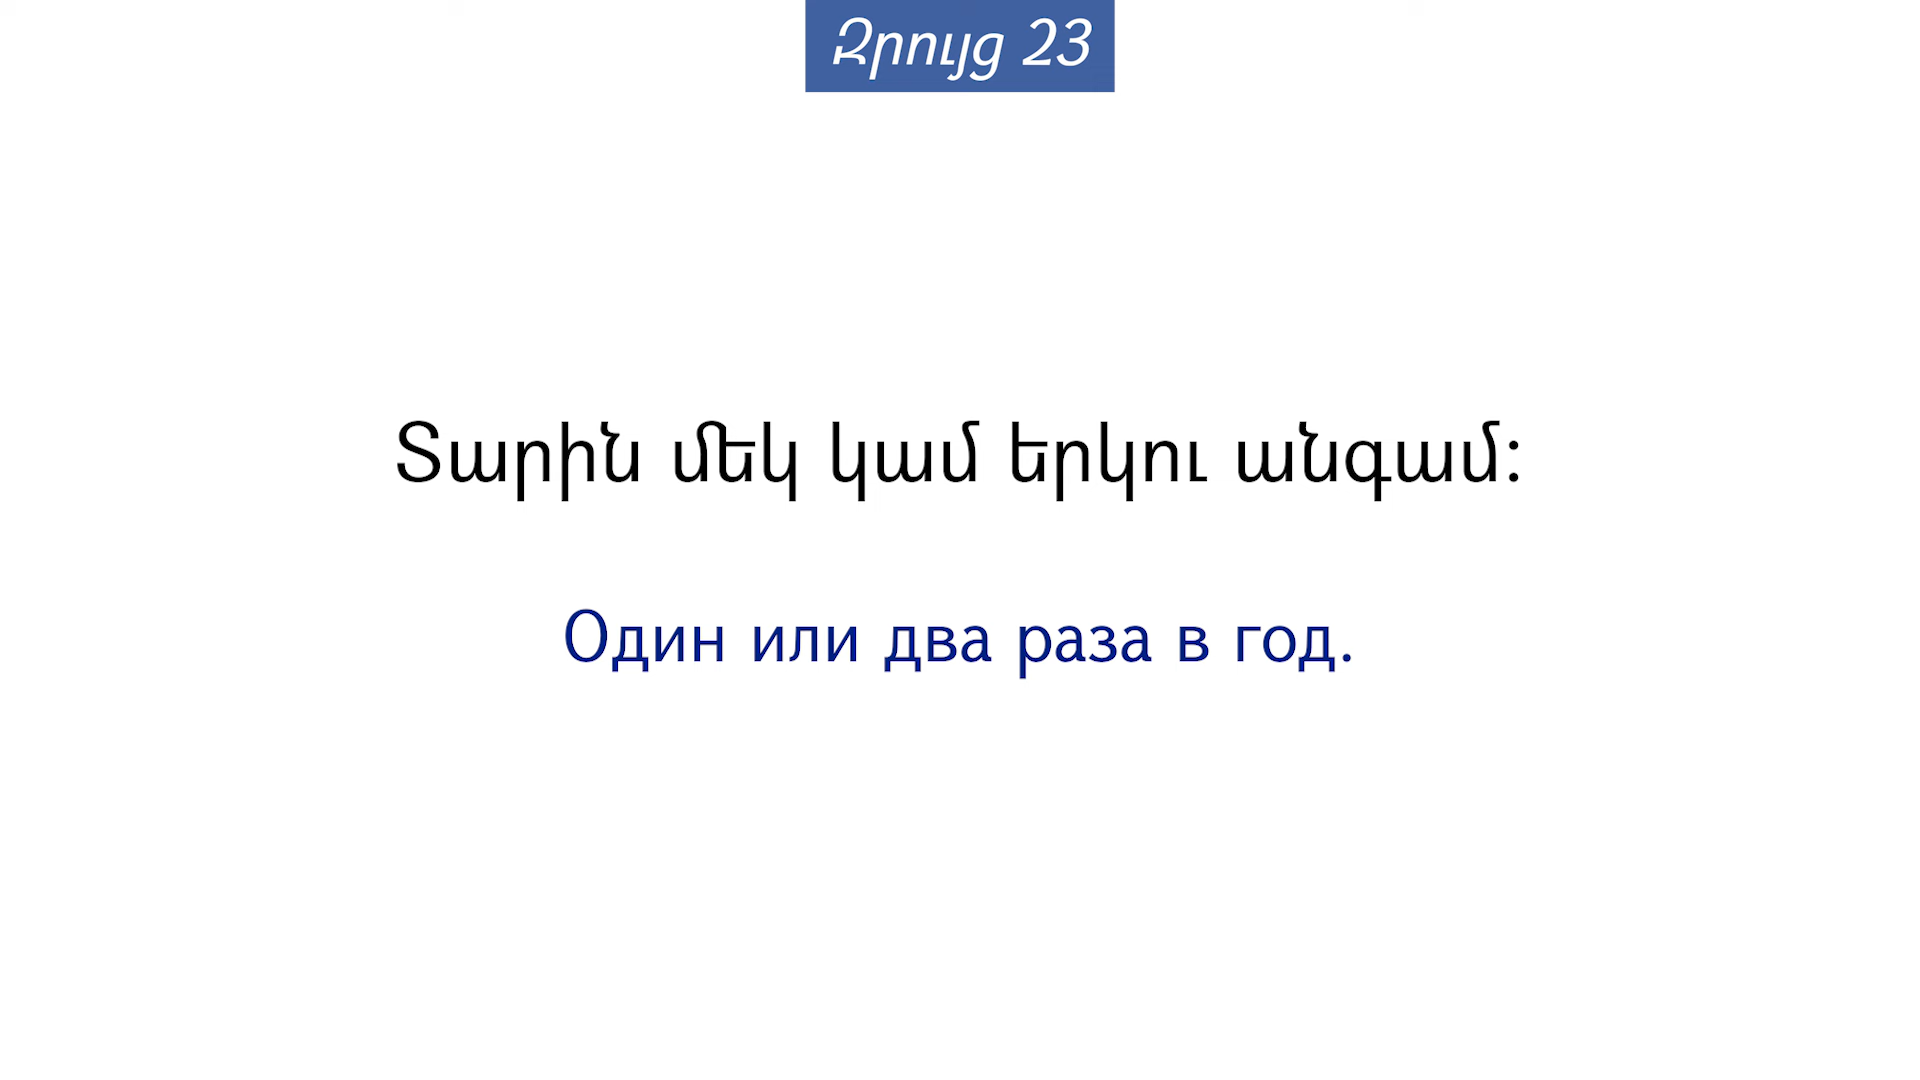 Զրույց 23
Տարին մեկ կամ երկու անգամ։
Один или два раза в год.